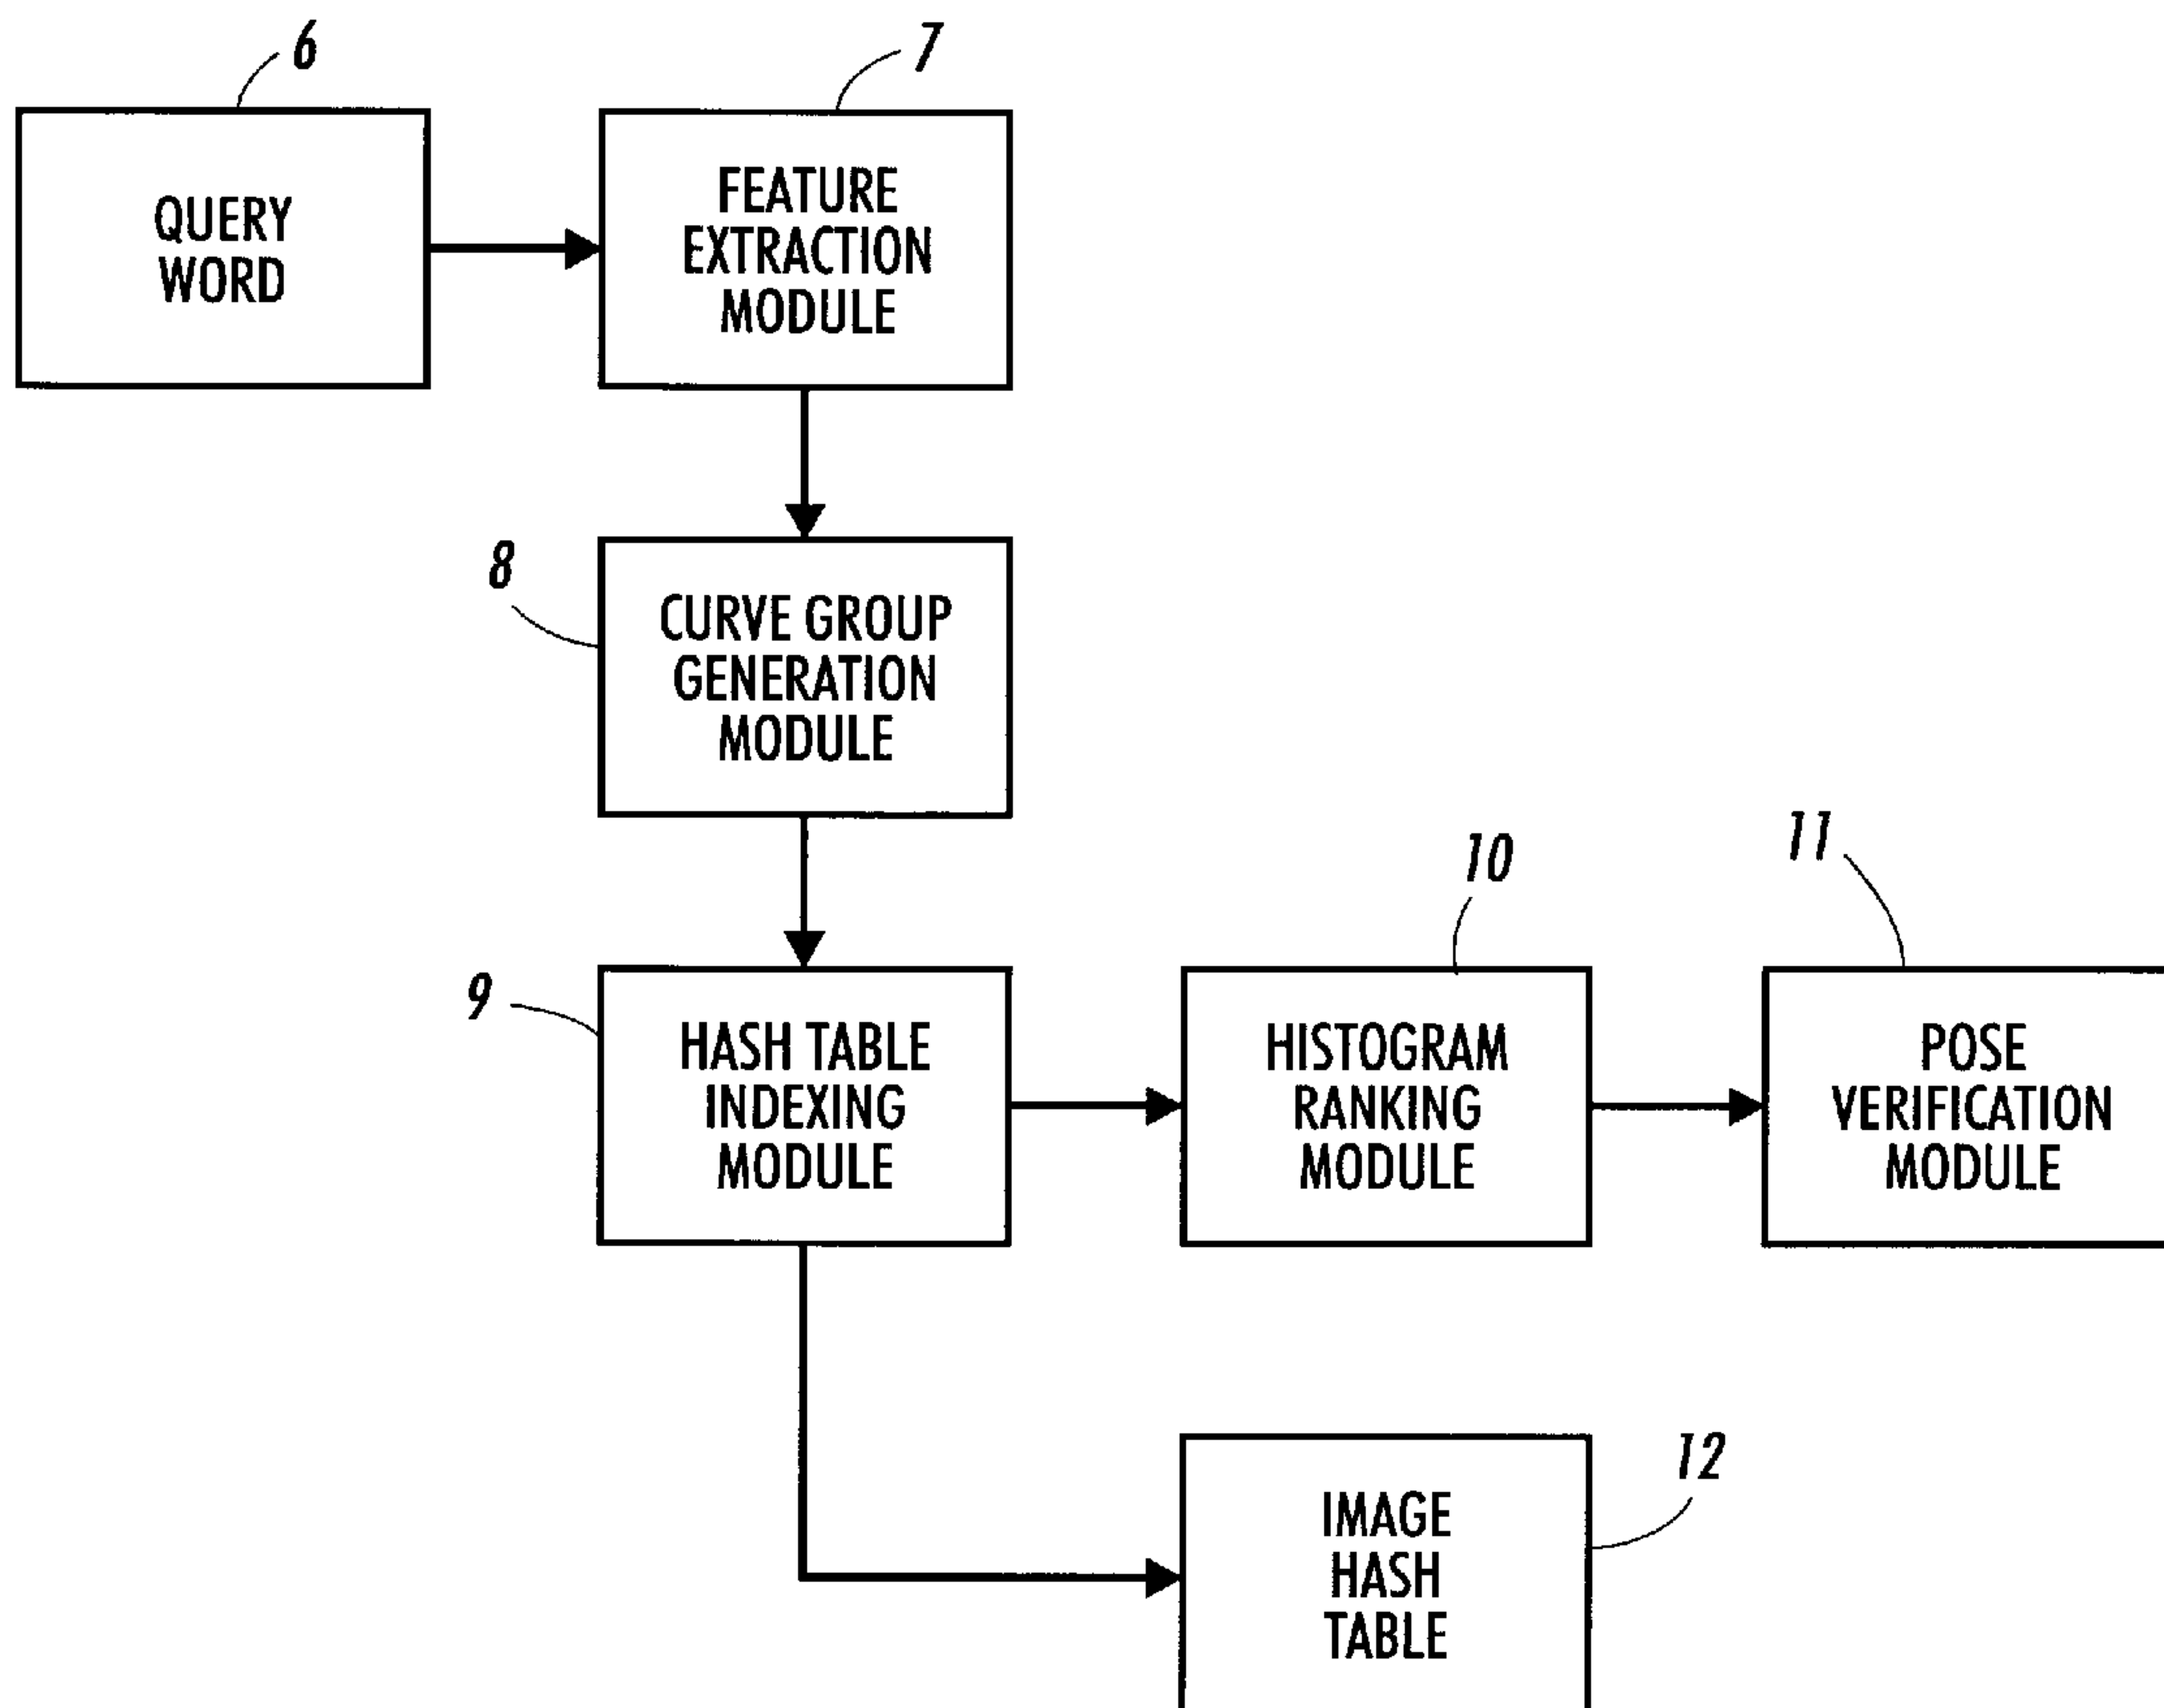 6
7
QUERY
WORD
FEATURE
EXTRACTION
MODULE
8
CURVE GROUP
GENERATION
MODULE
9
HASH TABLE
INDEXING
MODULE
10
HISTOGRAM
RANKING
MODULE
11
POSE
VERIFICATION
MODULE
12
IMAGE
HASH
TABLE